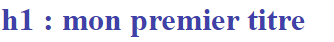 h1 : mon premier titre